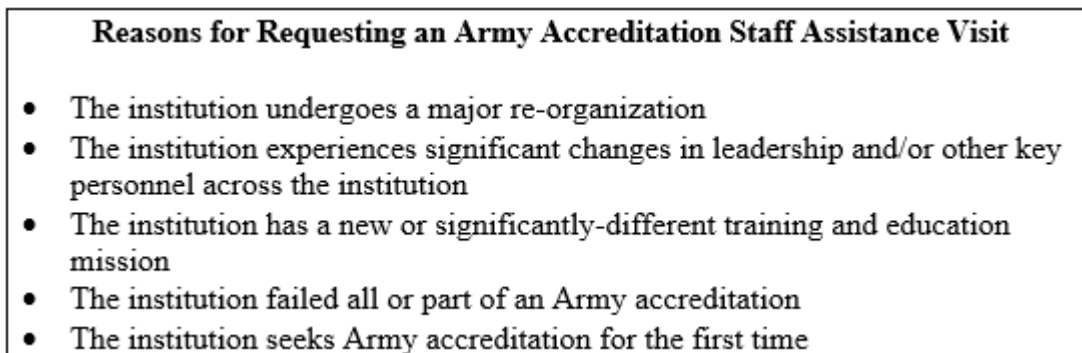 Reasons for Requesting an Army Accreditation Staff Assistance Visit
• The institution undergoes a major re-organization
• The institution experiences significant changes in leadership and/or other key
personnel across the institution
• The institution has a new or significantly-different training and education
mission
• The institution failed all or part of an Army accreditation
• The institution seeks Army accreditation for the first time